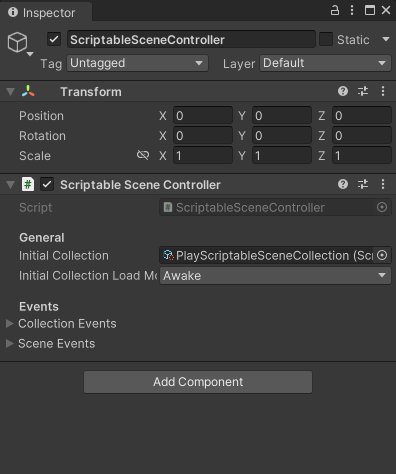 Inspector
ScriptableSceneController Static
Tag Untagged Layer Default
Transform
Position X 0 Y 0 Z 0
Rotation X 0 Y 0 Z 0
Scale X 1 Y 1 Z 1
# Scriptable Scene Controller
Script # ScriptableSceneController
General
Initial Collection PlayScriptableSceneCollection (Scri
Initial Collection Load Mo Awake
Events
Collection Events
Scene Events
Add Component